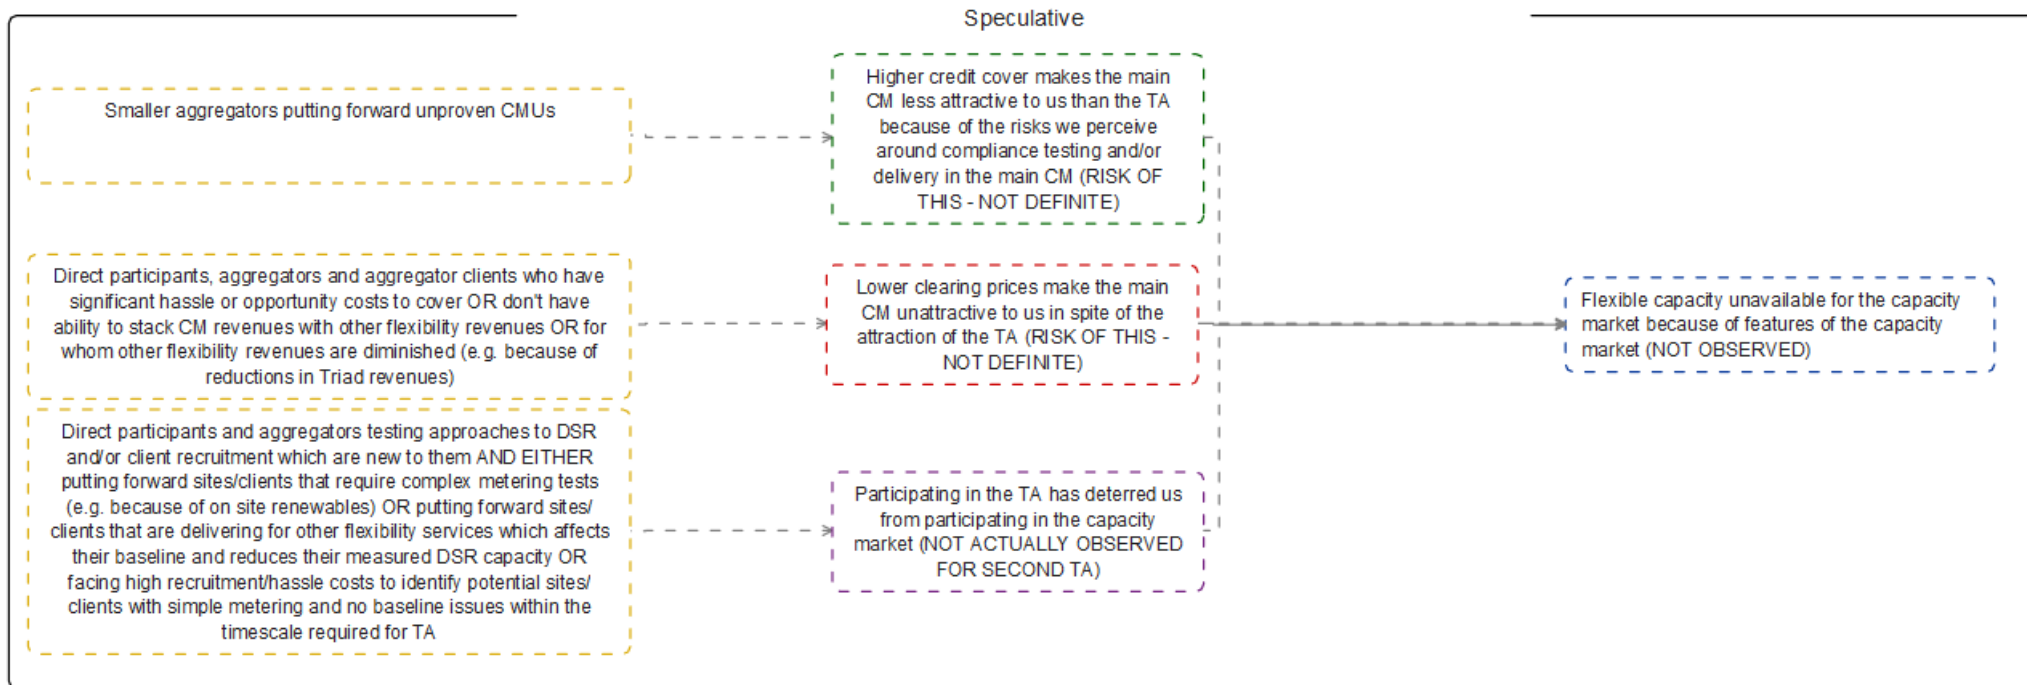 Speculative
Smaller aggregators putting forward unproven CMUs
Higher credit cover makes the main
CM less attractive to us than the TA
because of the risks we perceive
around compliance testing and/or
delivery in the main CM (RISK OF
THIS - NOT DEFINITE)
Direct participants, aggregators and aggregator clients who have
significant hassle or opportunity costs to cover OR don't have
ability to stack CM revenues with other flexibility revenues OR for
whom other flexibility revenues are diminished (e.g. because of
reductions in Triad revenues)
Lower clearing prices make the main
CM unattractive to us in spite of the
attraction of the TA (RISK OF THIS -
NOT DEFINITE)
Flexible capacity unavailable for the capacity
market because of features of the capacity
market (NOT OBSERVED)
Direct participants and aggregators testing approaches to DSR
and/or client recruitment which are new to them AND EITHER
putting forward sites/clients that require complex metering tests
(e.g. because of on site renewables) OR putting forward sites/
clients that are delivering for other flexibility services which affects
their baseline and reduces their measured DSR capacity OR
facing high recruitment/hassle costs to identify potential sites/
clients with simple metering and no baseline issues within the
timescale required for TA
Participating in the TA has deterred us
from participating in the capacity
market (NOT ACTUALLY OBSERVED
FOR SECOND TA)